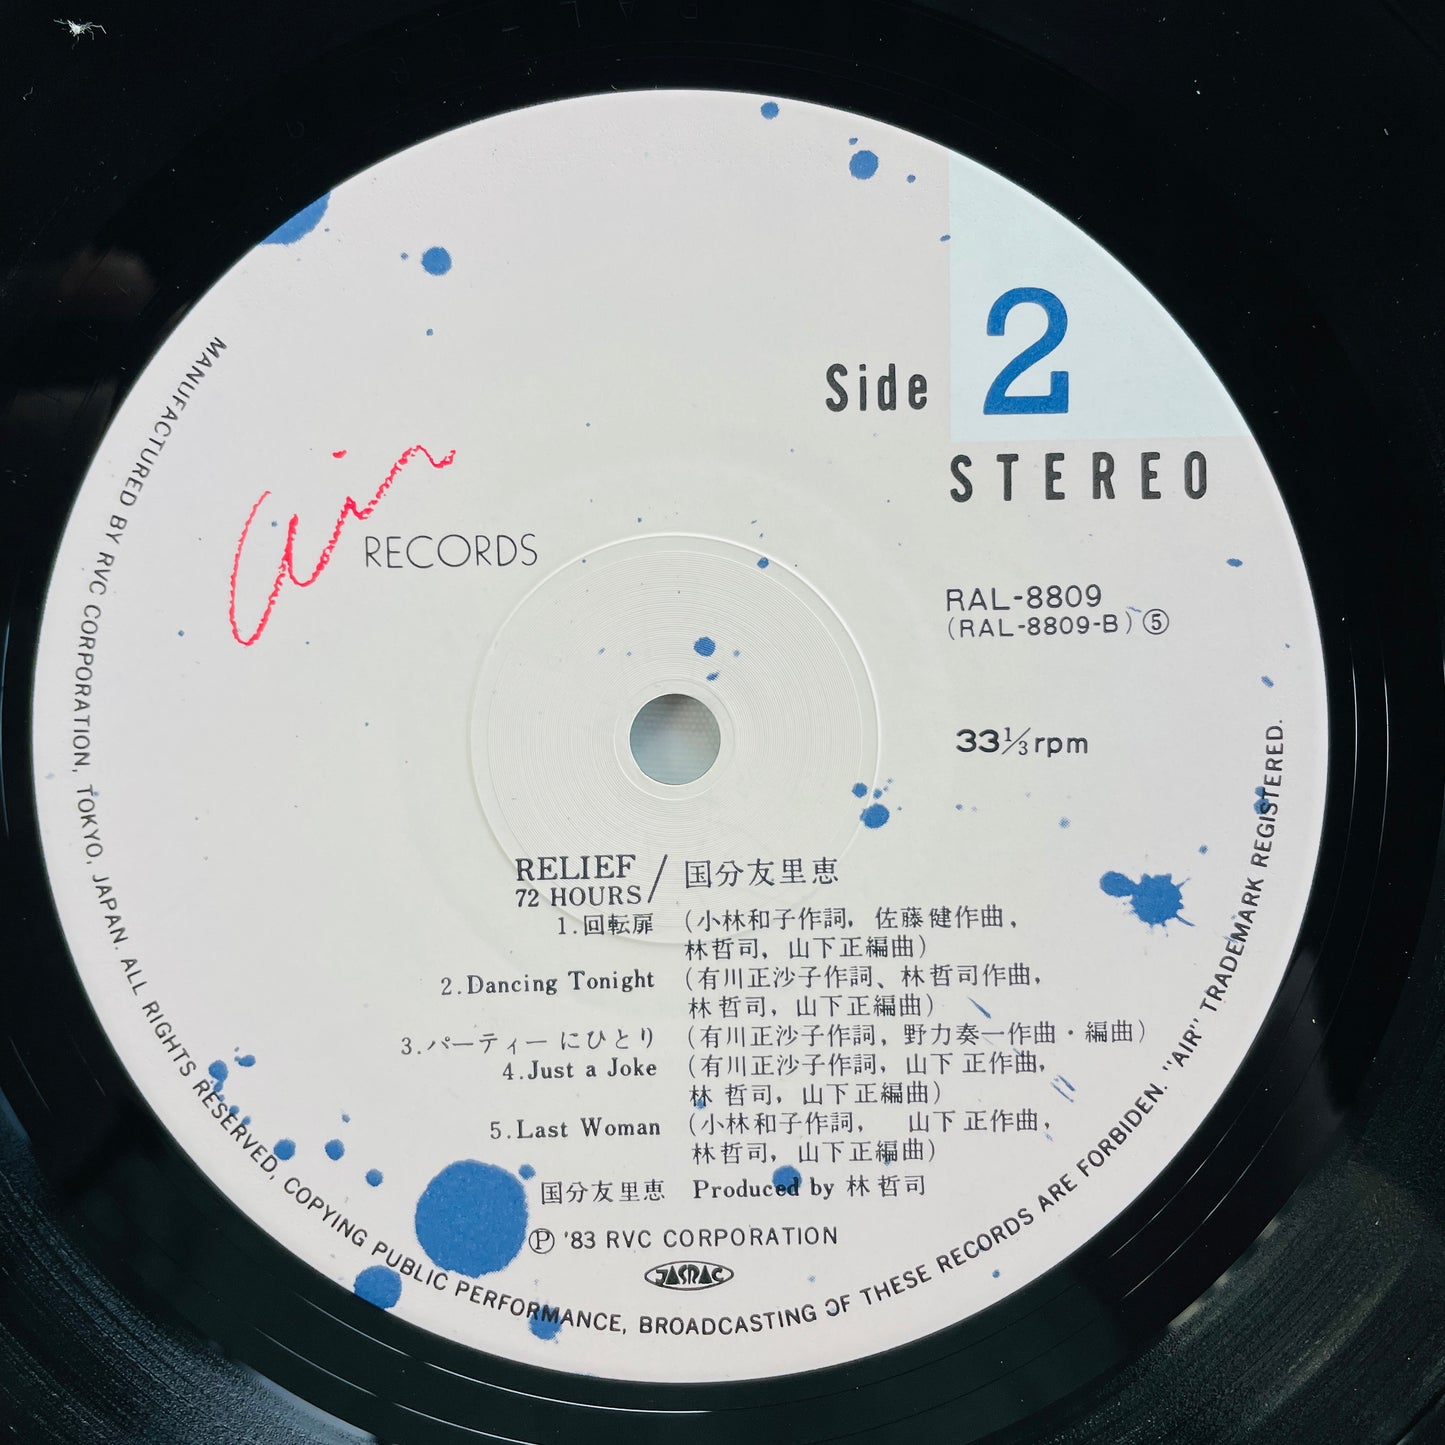 Side 2
STEREO
air RECORDS
RAL-8809
(RAL-8809-B) ⑤
33 1/3 rpm
RELIEF / 国分友里恵
72 HOURS
1.回転扉 (小林和子作詞, 佐藤健作曲,
林哲司, 山下正編曲)
2.Dancing Tonight (有川正沙子作詞、林哲司作曲,
林哲司, 山下正編曲)
3.パーティーにひとり (有川正沙子作詞, 野力奏一作曲・編曲)
4.Just a Joke (有川正沙子作詞, 山下正作曲,
林哲司, 山下正編曲)
5.Last Woman (小林和子作詞, 山下正作曲,
林哲司, 山下正編曲)
国分友里恵 Produced by 林哲司
Ⓟ '83 RVC CORPORATION
JASRAC
MANUFACTURED BY RVC CORPORATION, TOKYO, JAPAN. ALL RIGHTS RESERVED, COPYING PUBLIC PERFORMANCE, BROADCASTING OF THESE RECORDS ARE FORBIDEN. "AIR" TRADEMARK REGISTERED.